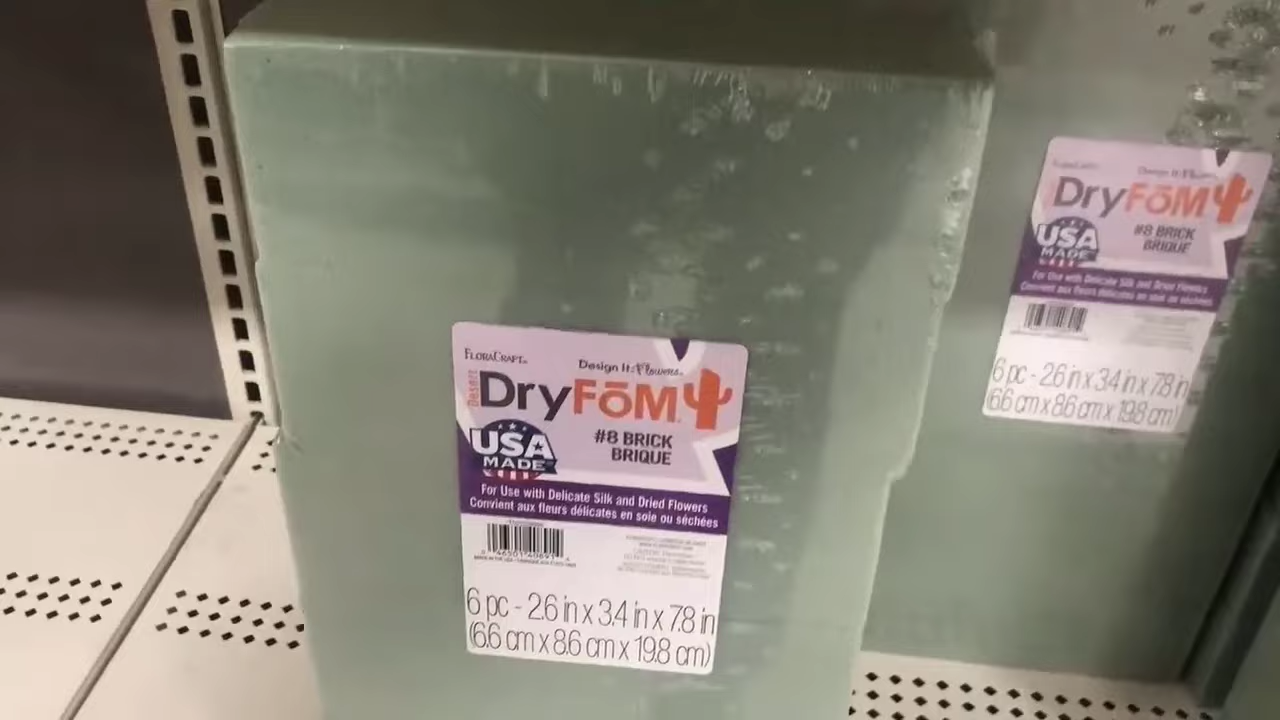 FLORACRAFT
Design It: Flowers
Desert
DryFōM
USA
MADE
#8 BRICK
BRIQUE
For Use with Delicate Silk and Dried Flowers
Convient aux fleurs délicates en soie ou séchées
6 pc - 2.6 in x 3.4 in x 7.8 in
(6.6 cm x 8.6 cm x 19.8 cm)
Design It: Flowers
DryFōM
USA
MADE
#8 BRICK
BRIQUE
For Use with Delicate Silk and Dried Flowers
Convient aux fleurs délicates en soie ou séchées
6 pc - 2.6 in x 3.4 in x 7.8 in
(6.6 cm x 8.6 cm x 19.8 cm)